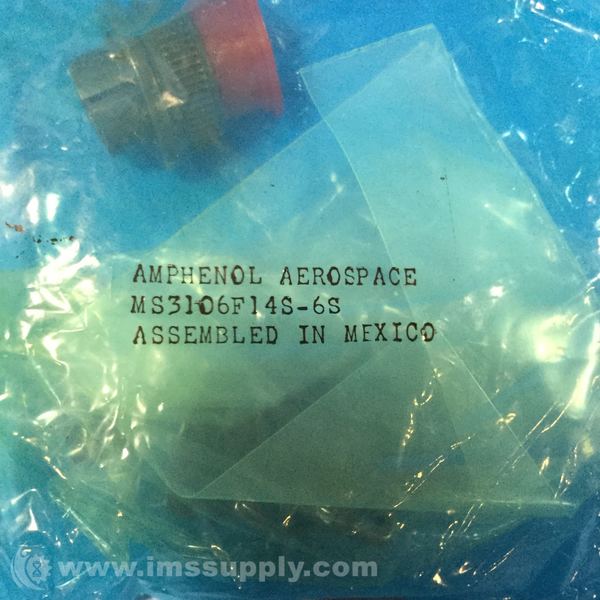 AMPHENOL AEROSPACE
MS3106F14S-6S
ASSEMBLED IN MEXICO
www.imssupply.com